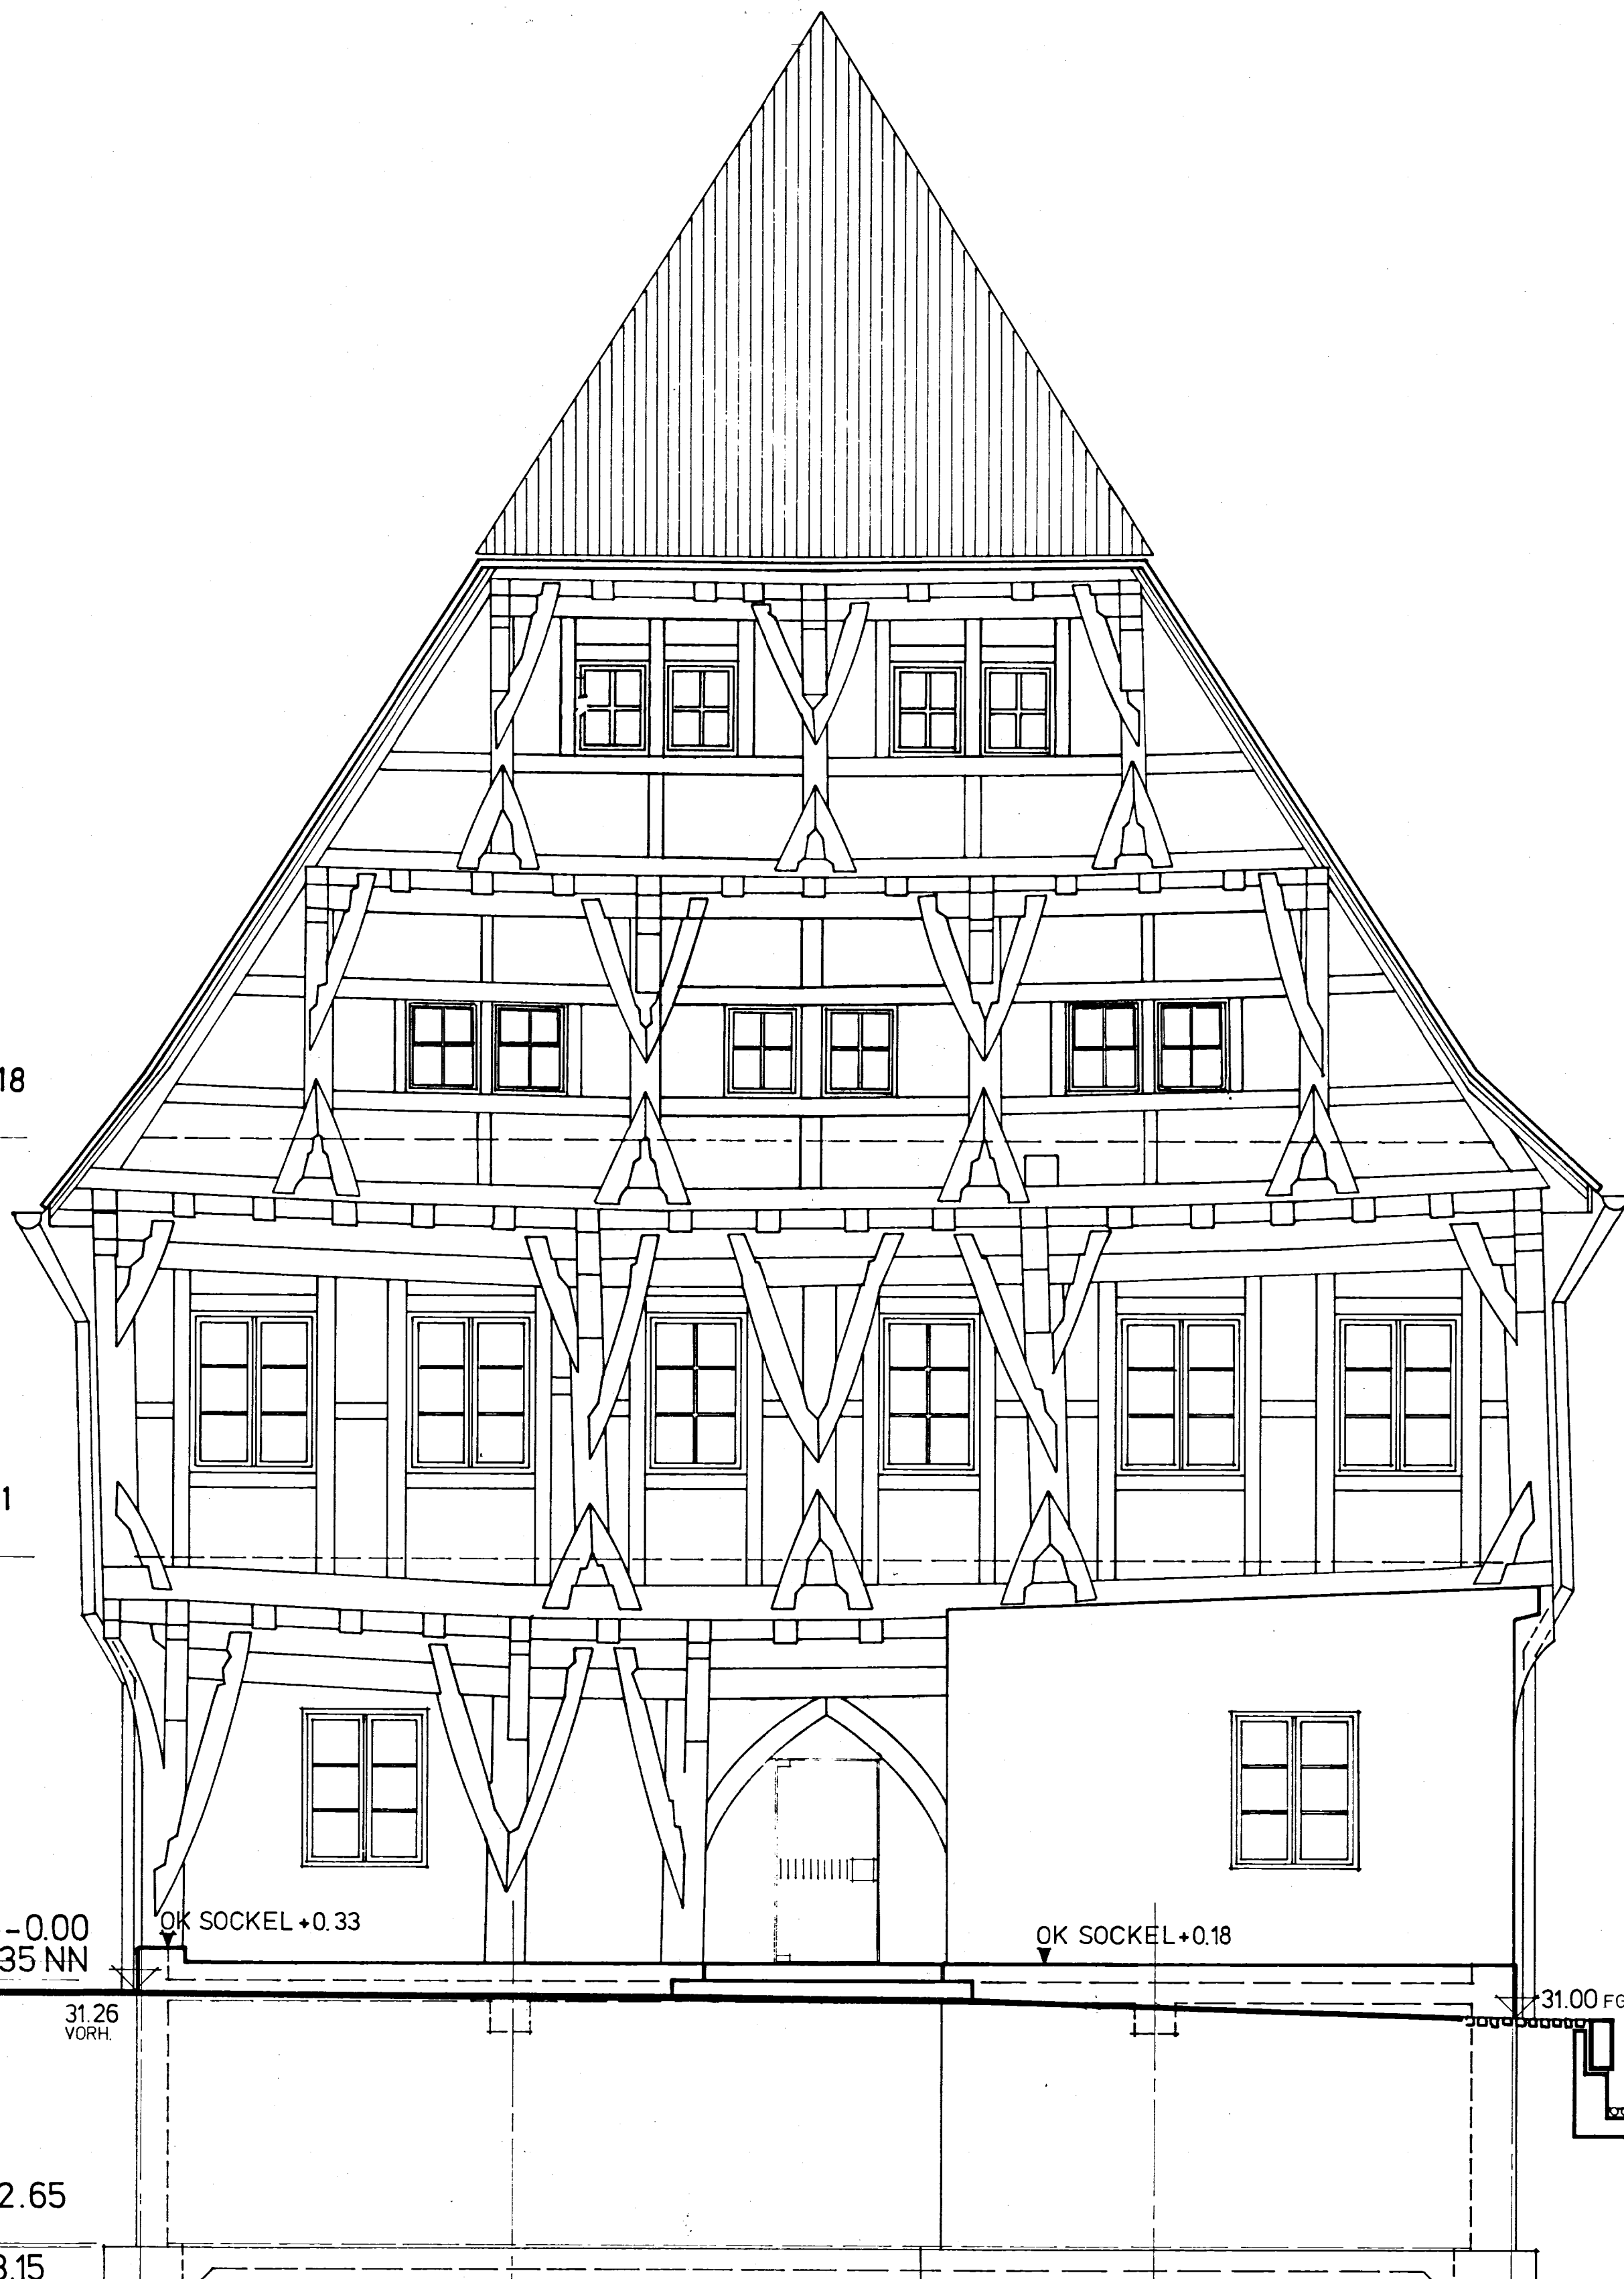 18
1
-0.00
35 NN
OK SOCKEL +0.33
OK SOCKEL +0.18
31.26
VORH.
31.00 FG
2.65
3.15